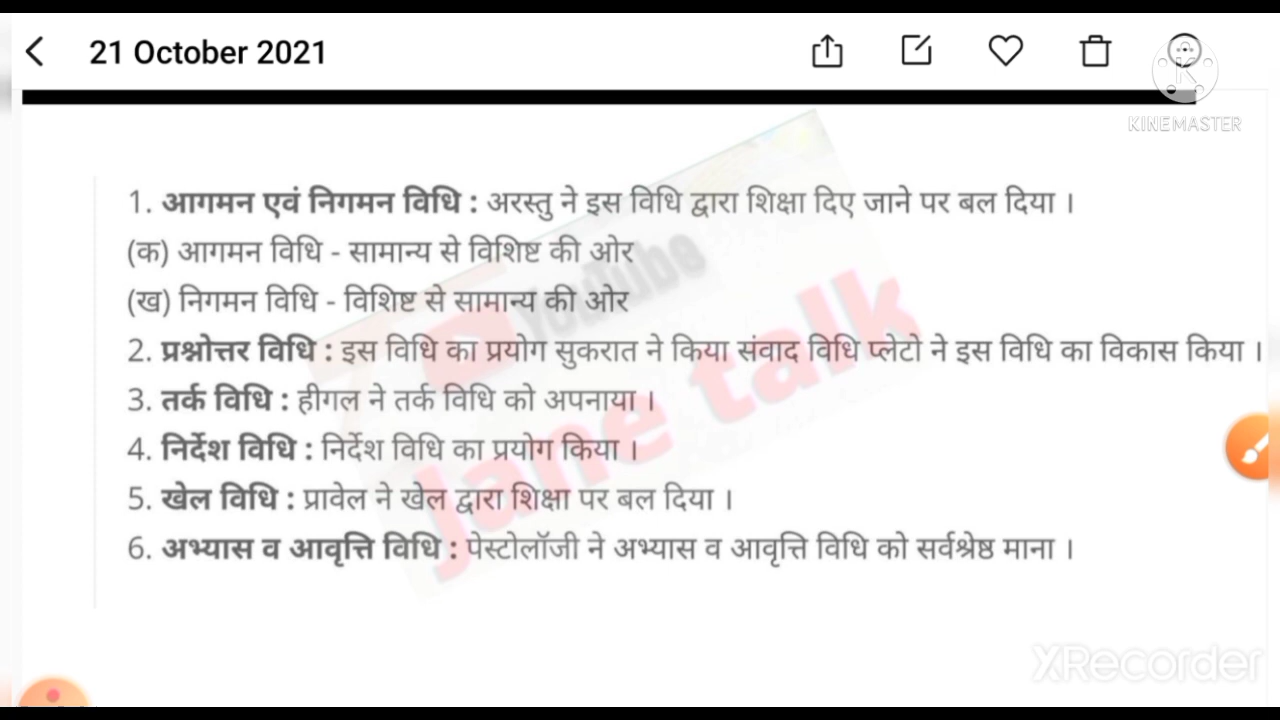 21 October 2021
KINEMASTER
1. आगमन एवं निगमन विधि : अरस्तु ने इस विधि द्वारा शिक्षा दिए जाने पर बल दिया ।
(क) आगमन विधि - सामान्य से विशिष्ट की ओर
(ख) निगमन विधि - विशिष्ट से सामान्य की ओर
2. प्रश्नोत्तर विधि : इस विधि का प्रयोग सुकरात ने किया संवाद विधि प्लेटो ने इस विधि का विकास किया ।
3. तर्क विधि : हीगल ने तर्क विधि को अपनाया ।
4. निर्देश विधि : निर्देश विधि का प्रयोग किया ।
5. खेल विधि : प्रावेल ने खेल द्वारा शिक्षा पर बल दिया ।
6. अभ्यास व आवृत्ति विधि : पेस्टोलॉजी ने अभ्यास व आवृत्ति विधि को सर्वश्रेष्ठ माना ।
YouTube
Jane talk
XRecorder